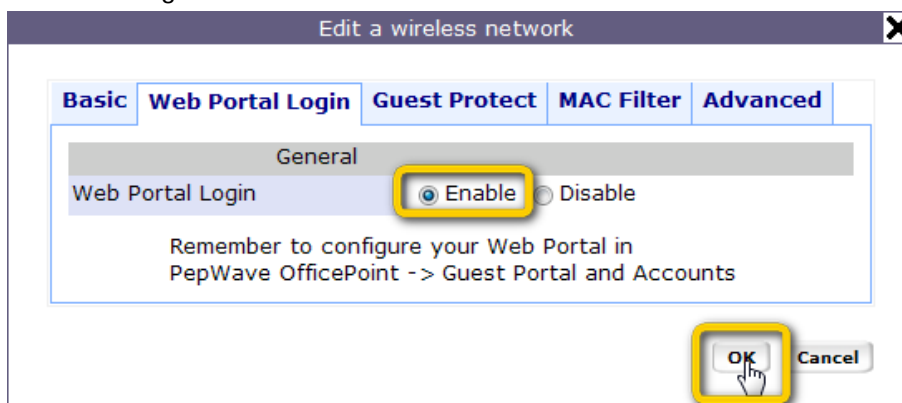 Edit a wireless network
Basic Web Portal Login Guest Protect MAC Filter Advanced
General
Web Portal Login Enable Disable
Remember to configure your Web Portal in
PepWave OfficePoint -> Guest Portal and Accounts
OK Cancel